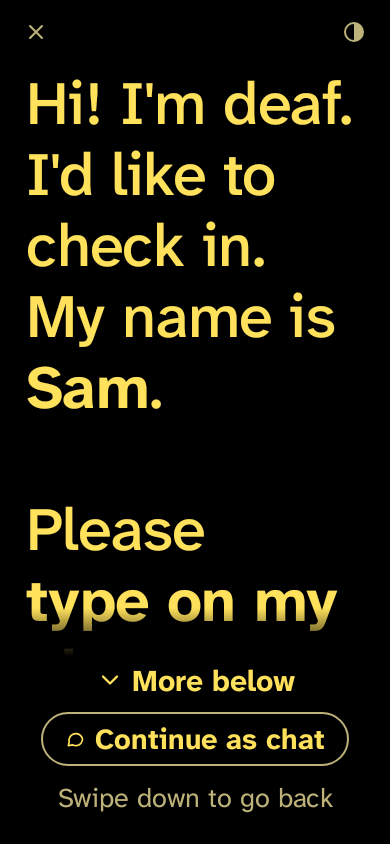 Hi! I'm deaf.
I'd like to
check in.
My name is
Sam.
Please
type on my
More below
Continue as chat
Swipe down to go back